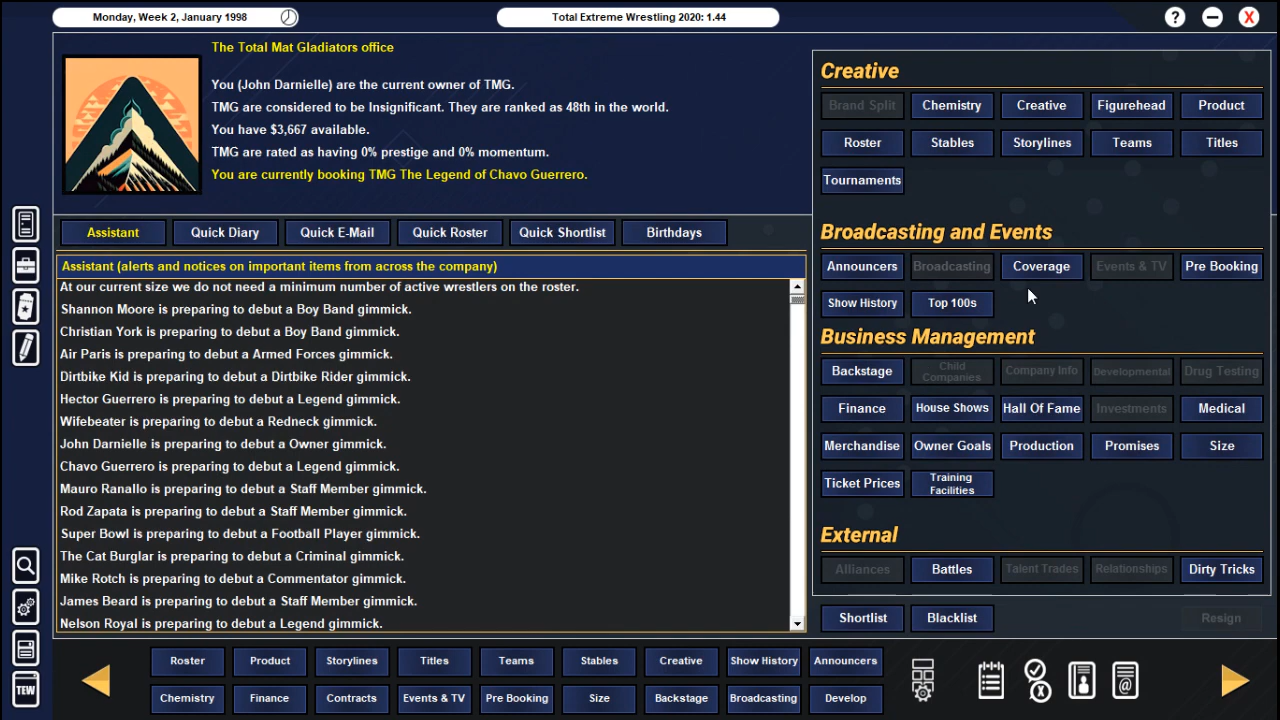 Monday, Week 2, January 1998
Total Extreme Wrestling 2020: 1.44
? X
The Total Mat Gladiators office
You (John Darnielle) are the current owner of TMG.
TMG are considered to be Insignificant. They are ranked as 48th in the world.
You have $3,667 available.
TMG are rated as having 0% prestige and 0% momentum.
You are currently booking TMG The Legend of Chavo Guerrero.
Assistant Quick Diary Quick E-Mail Quick Roster Quick Shortlist Birthdays
Assistant (alerts and notices on important items from across the company)
At our current size we do not need a minimum number of active wrestlers on the roster.
Shannon Moore is preparing to debut a Boy Band gimmick.
Christian York is preparing to debut a Boy Band gimmick.
Air Paris is preparing to debut a Armed Forces gimmick.
Dirtbike Kid is preparing to debut a Dirtbike Rider gimmick.
Hector Guerrero is preparing to debut a Legend gimmick.
Wifebeater is preparing to debut a Redneck gimmick.
John Darnielle is preparing to debut a Owner gimmick.
Chavo Guerrero is preparing to debut a Legend gimmick.
Mauro Ranallo is preparing to debut a Staff Member gimmick.
Rod Zapata is preparing to debut a Staff Member gimmick.
Super Bowl is preparing to debut a Football Player gimmick.
The Cat Burglar is preparing to debut a Criminal gimmick.
Mike Rotch is preparing to debut a Commentator gimmick.
James Beard is preparing to debut a Staff Member gimmick.
Nelson Royal is preparing to debut a Legend gimmick.
Creative
Brand Split Chemistry Creative Figurehead Product
Roster Stables Storylines Teams Titles
Tournaments
Broadcasting and Events
Announcers Broadcasting Coverage Events & TV Pre Booking
Show History Top 100s
Business Management
Backstage Child Companies Company Info Developmental Drug Testing
Finance House Shows Hall Of Fame Investments Medical
Merchandise Owner Goals Production Promises Size
Ticket Prices Training Facilities
External
Alliances Battles Talent Trades Relationships Dirty Tricks
Shortlist Blacklist Resign
TEW
Roster Product Storylines Titles Teams Stables Creative Show History Announcers
Chemistry Finance Contracts Events & TV Pre Booking Size Backstage Broadcasting Develop